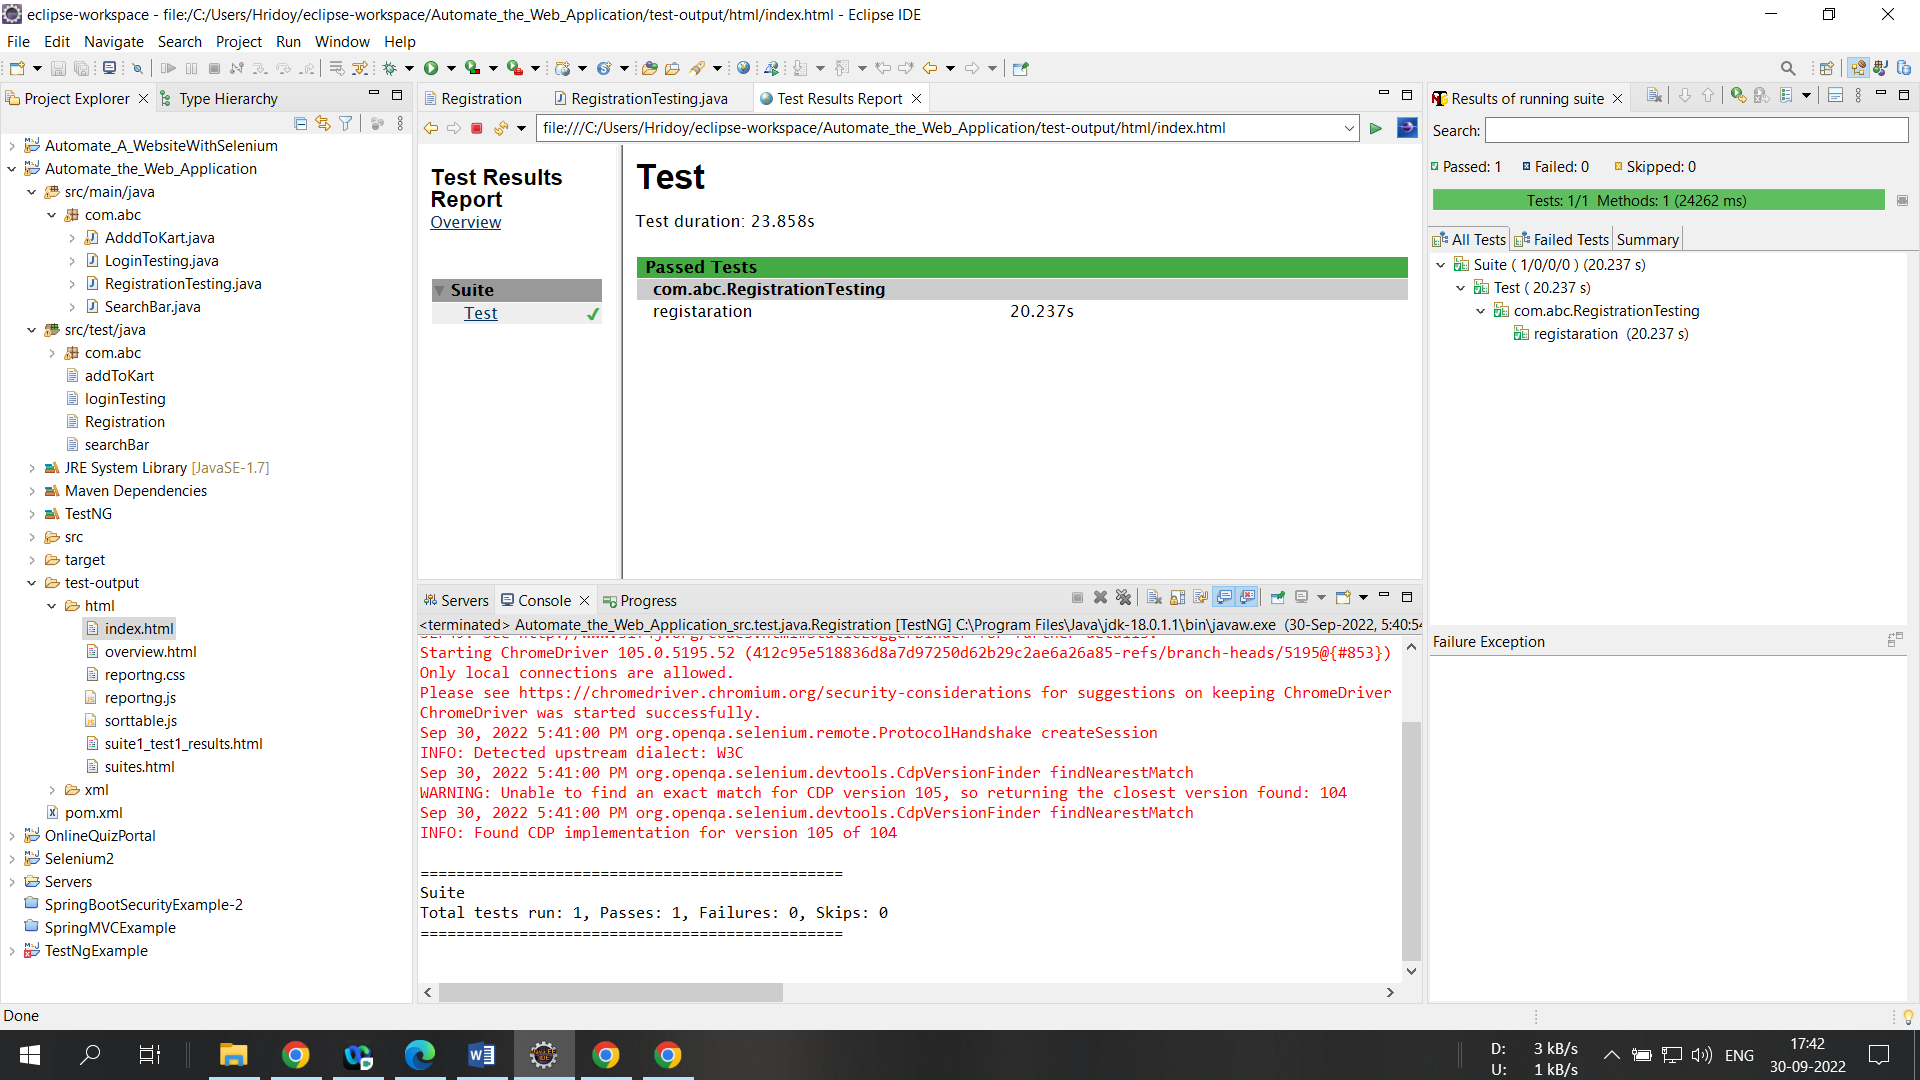 eclipse-workspace - file:/C:/Users/Hridoy/eclipse-workspace/Automate_the_Web_Application/test-output/html/index.html - Eclipse IDE
File Edit Navigate Search Project Run Window Help
Project Explorer
Type Hierarchy
Automate_A_WebsiteWithSelenium
Automate_the_Web_Application
src/main/java
com.abc
AdddToKart.java
LoginTesting.java
RegistrationTesting.java
SearchBar.java
src/test/java
com.abc
addToKart
loginTesting
Registration
searchBar
JRE System Library [JavaSE-1.7]
Maven Dependencies
TestNG
src
target
test-output
html
index.html
overview.html
reportng.css
reportng.js
sorttable.js
suite1_test1_results.html
suites.html
xml
pom.xml
OnlineQuizPortal
Selenium2
Servers
SpringBootSecurityExample-2
SpringMVCExample
TestNgExample
Registration
RegistrationTesting.java
Test Results Report
file:///C:/Users/Hridoy/eclipse-workspace/Automate_the_Web_Application/test-output/html/index.html
Test Results
Report
Overview
Suite
Test
Test
Test duration: 23.858s
Passed Tests
com.abc.RegistrationTesting
registaration 20.237s
Servers
Console
Progress
<terminated> Automate_the_Web_Application_src.test.java.Registration [TestNG] C:\Program Files\Java\jdk-18.0.1.1\bin\javaw.exe (30-Sep-2022, 5:40:54
Starting ChromeDriver 105.0.5195.52 (412c95e518836d8a7d97250d62b29c2ae6a26a85-refs/branch-heads/5195@{#853})
Only local connections are allowed.
Please see https://chromedriver.chromium.org/security-considerations for suggestions on keeping ChromeDriver
ChromeDriver was started successfully.
Sep 30, 2022 5:41:00 PM org.openqa.selenium.remote.ProtocolHandshake createSession
INFO: Detected upstream dialect: W3C
Sep 30, 2022 5:41:00 PM org.openqa.selenium.devtools.CdpVersionFinder findNearestMatch
WARNING: Unable to find an exact match for CDP version 105, so returning the closest version found: 104
Sep 30, 2022 5:41:00 PM org.openqa.selenium.devtools.CdpVersionFinder findNearestMatch
INFO: Found CDP implementation for version 105 of 104
===============================================
Suite
Total tests run: 1, Passes: 1, Failures: 0, Skips: 0
===============================================
Results of running suite
Search:
Passed: 1 Failed: 0 Skipped: 0
Tests: 1/1 Methods: 1 (24262 ms)
All Tests Failed Tests Summary
Suite ( 1/0/0/0 ) (20.237 s)
Test ( 20.237 s)
com.abc.RegistrationTesting
registaration (20.237 s)
Failure Exception
Done
D: 3 kB/s
U: 1 kB/s
ENG
17:42
30-09-2022